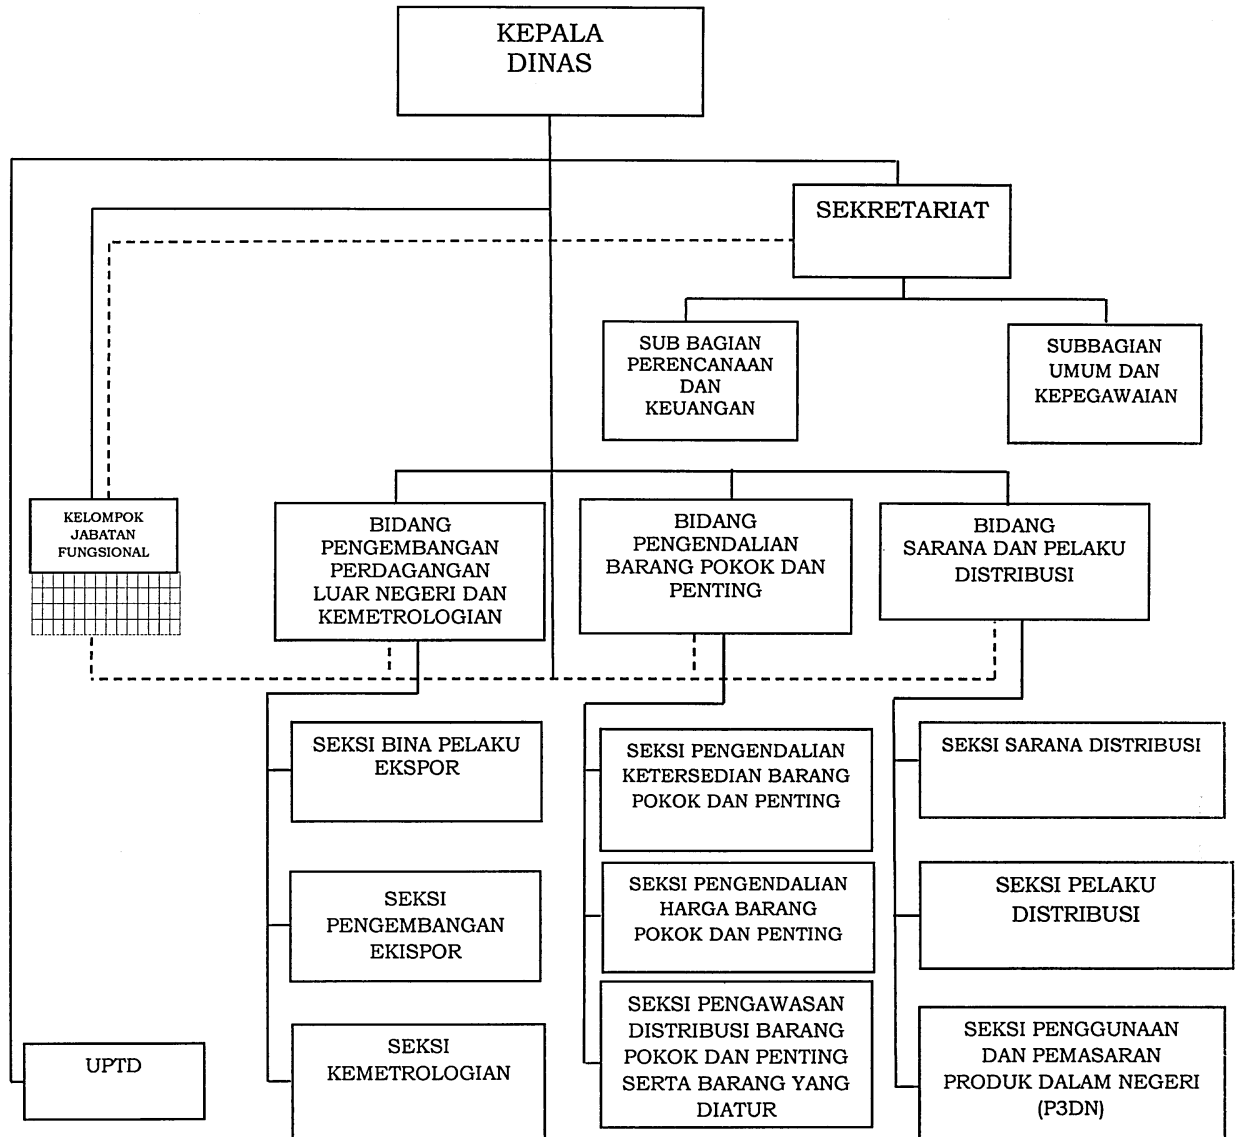 KEPALA
DINAS
SEKRETARIAT
SUB BAGIAN
PERENCANAAN
DAN
KEUANGAN
SUBBAGIAN
UMUM DAN
KEPEGAWAIAN
KELOMPOK
JABATAN
FUNGSIONAL
BIDANG
PENGEMBANGAN
PERDAGANGAN
LUAR NEGERI DAN
KEMETROLOGIAN
BIDANG
PENGENDALIAN
BARANG POKOK DAN
PENTING
BIDANG
SARANA DAN PELAKU
DISTRIBUSI
SEKSI BINA PELAKU
EKSPOR
SEKSI
PENGEMBANGAN
EKISPOR
SEKSI
KEMETROLOGIAN
SEKSI PENGENDALIAN
KETERSEDIAN BARANG
POKOK DAN PENTING
SEKSI PENGENDALIAN
HARGA BARANG
POKOK DAN PENTING
SEKSI PENGAWASAN
DISTRIBUSI BARANG
POKOK DAN PENTING
SERTA BARANG YANG
DIATUR
SEKSI SARANA DISTRIBUSI
SEKSI PELAKU
DISTRIBUSI
SEKSI PENGGUNAAN
DAN PEMASARAN
PRODUK DALAM NEGERI
(P3DN)
UPTD